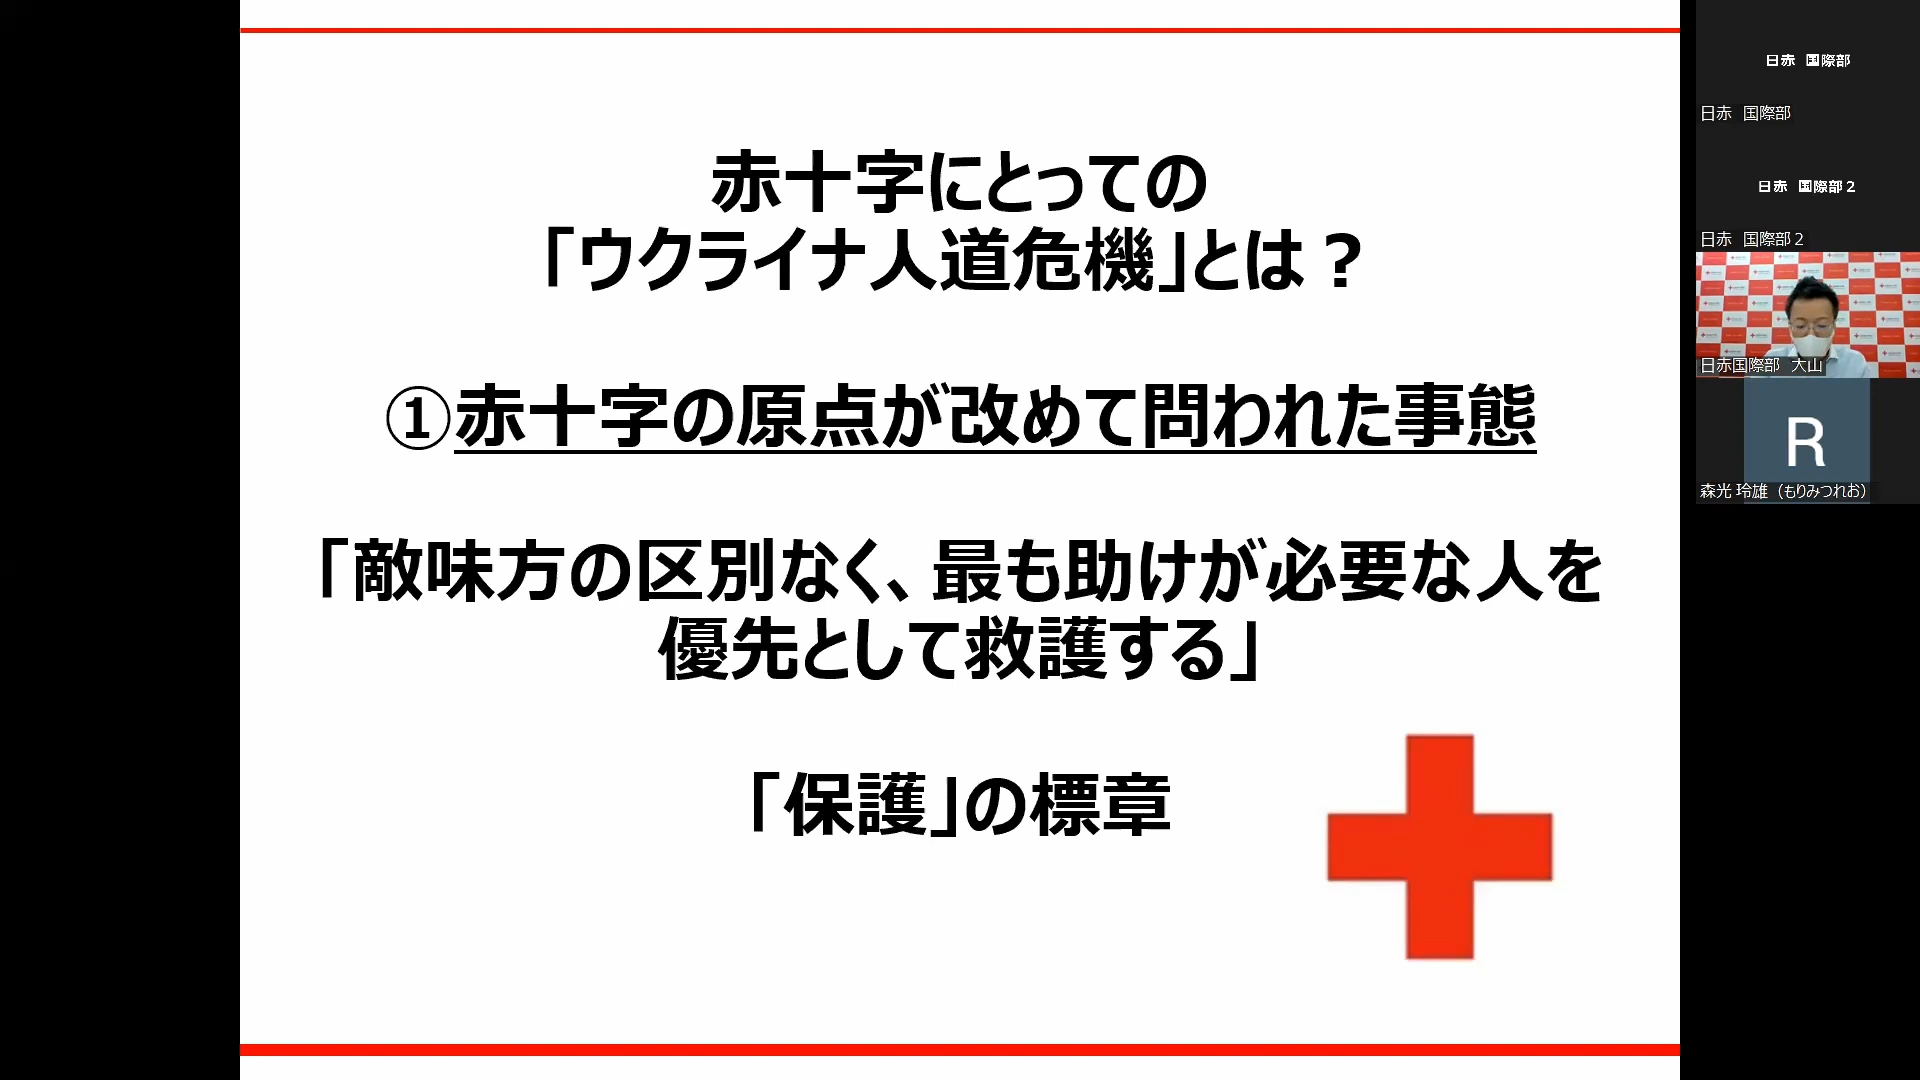 赤十字にとっての
「ウクライナ人道危機」とは？
①赤十字の原点が改めて問われた事態
「敵味方の区別なく、最も助けが必要な人を
優先として救護する」
「保護」の標章
日赤　国際部
日赤　国際部
日赤　国際部２
日赤　国際部２
日赤国際部　大山
R
森光 玲雄（もりみつれお）